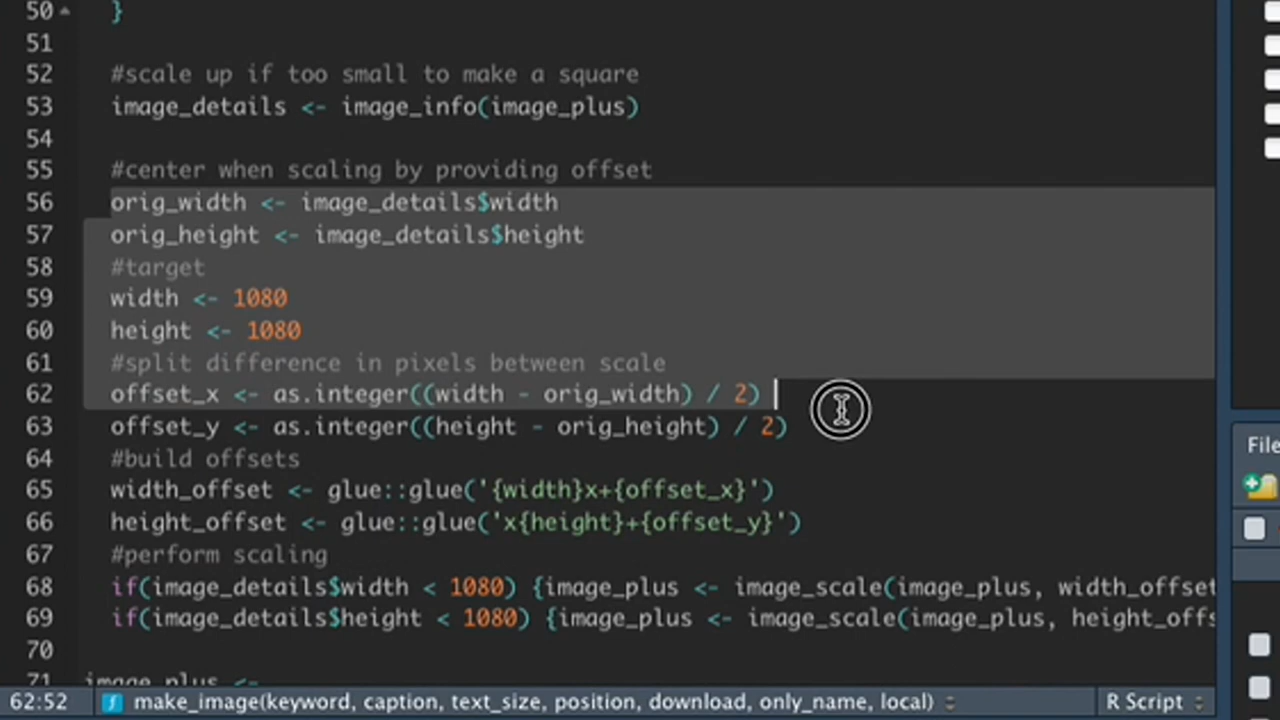 50 }
51
52 #scale up if too small to make a square
53 image_details <- image_info(image_plus)
54
55 #center when scaling by providing offset
56 orig_width <- image_details$width
57 orig_height <- image_details$height
58 #target
59 width <- 1080
60 height <- 1080
61 #split difference in pixels between scale
62 offset_x <- as.integer((width - orig_width) / 2)
63 offset_y <- as.integer((height - orig_height) / 2)
64 #build offsets
65 width_offset <- glue::glue('{width}x+{offset_x}')
66 height_offset <- glue::glue('x{height}+{offset_y}')
67 #perform scaling
68 if(image_details$width < 1080) {image_plus <- image_scale(image_plus, width_offset
69 if(image_details$height < 1080) {image_plus <- image_scale(image_plus, height_offs
70
71 image_plus <-
File
62:52 make_image(keyword, caption, text_size, position, download, only_name, local) R Script